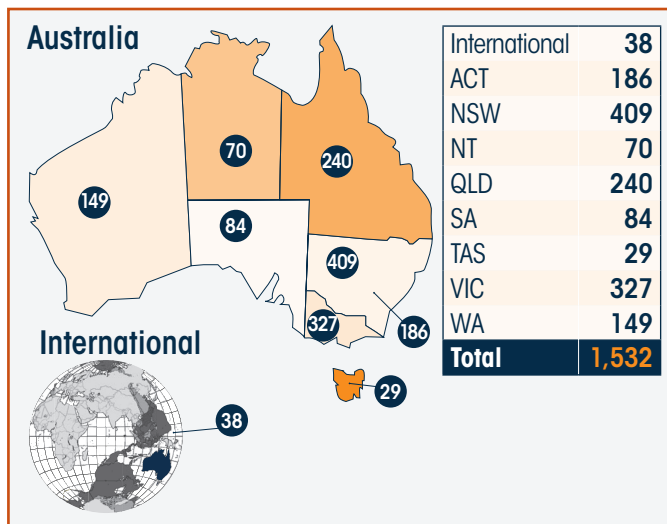 Australia
70
240
149
84
409
327
186
29
International
38
International 38
ACT 186
NSW 409
NT 70
QLD 240
SA 84
TAS 29
VIC 327
WA 149
Total 1,532